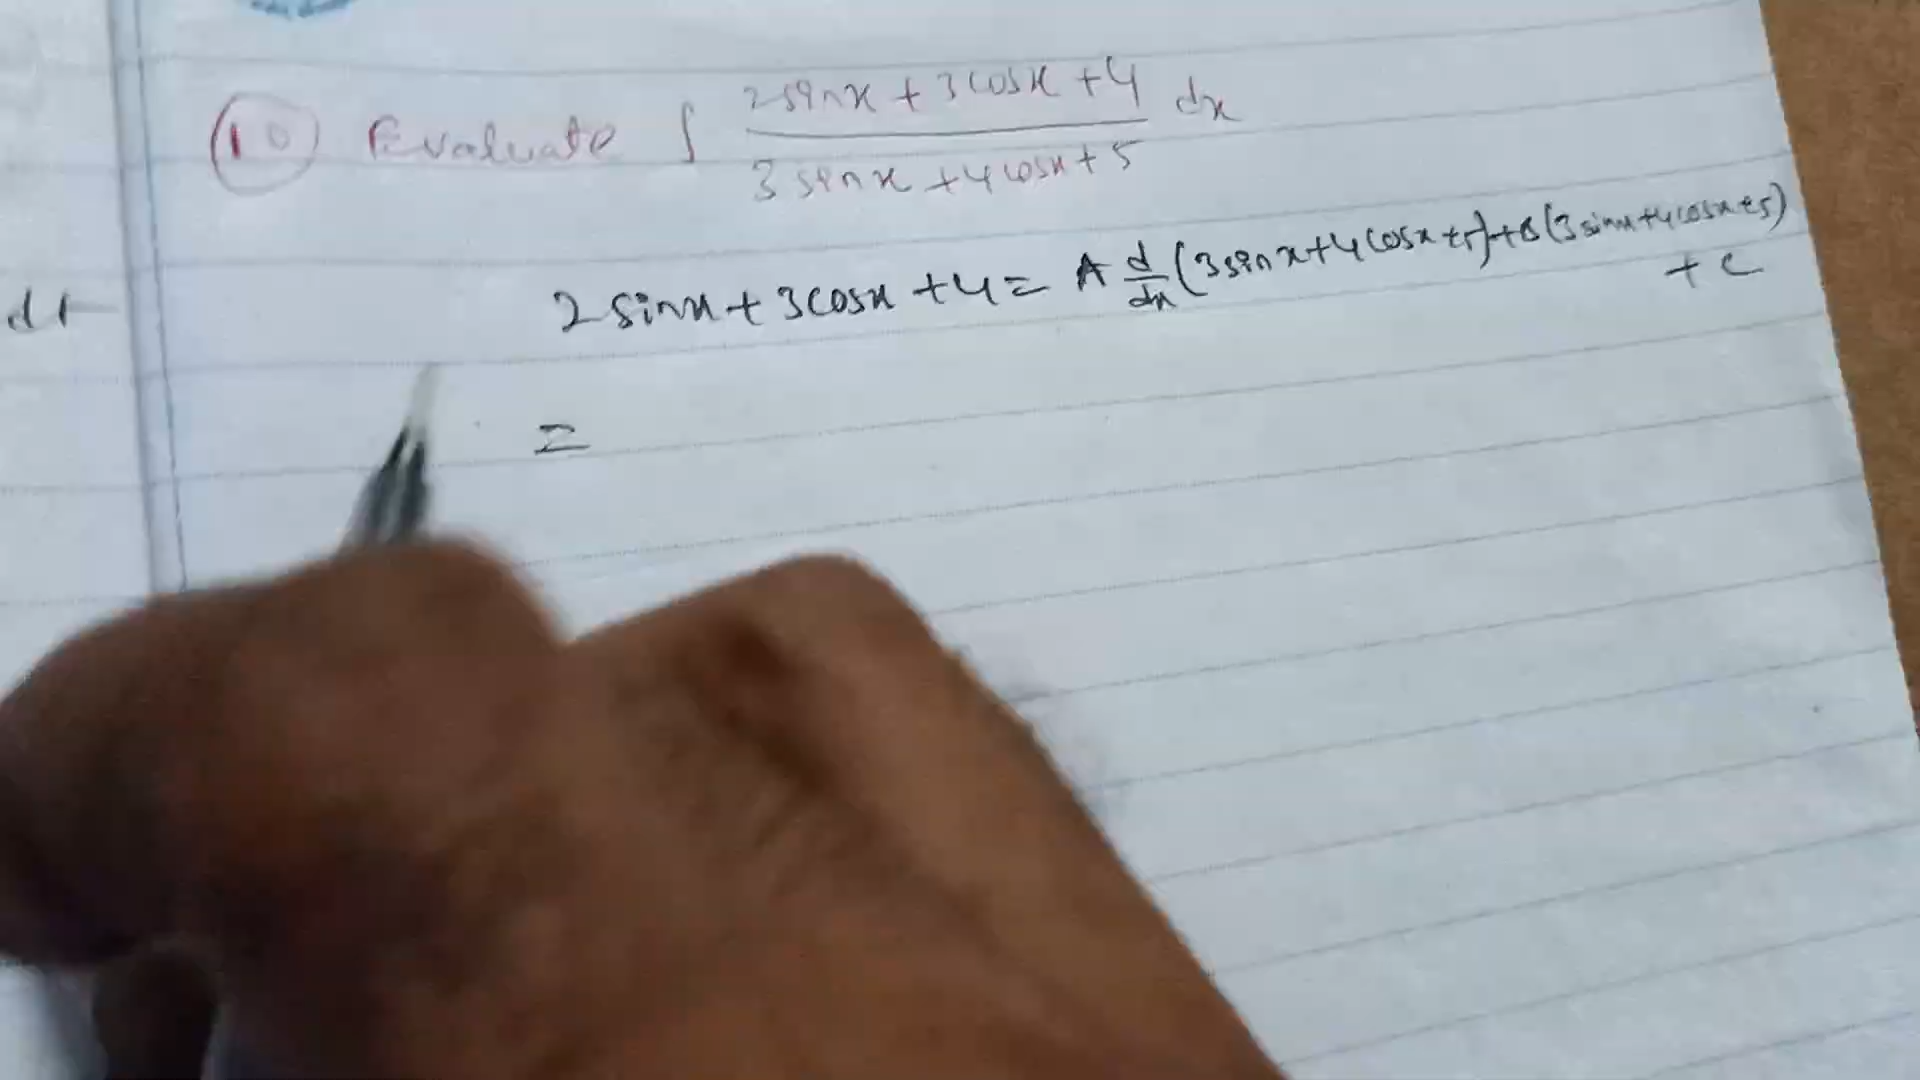 10 Evaluate ∫ (2sinx + 3cosx + 4)/(3sinx + 4cosx + 5) dx
2sinx + 3cosx + 4 = A d/dx (3sinx + 4cosx + 5) + B(3sinx + 4cosx + 5)
+ C
dt
=